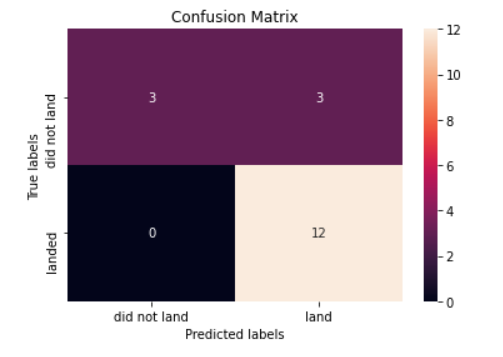 Confusion Matrix
True labels
did not land
landed
3
3
0
12
did not land
land
Predicted labels
12
10
8
6
4
2
0